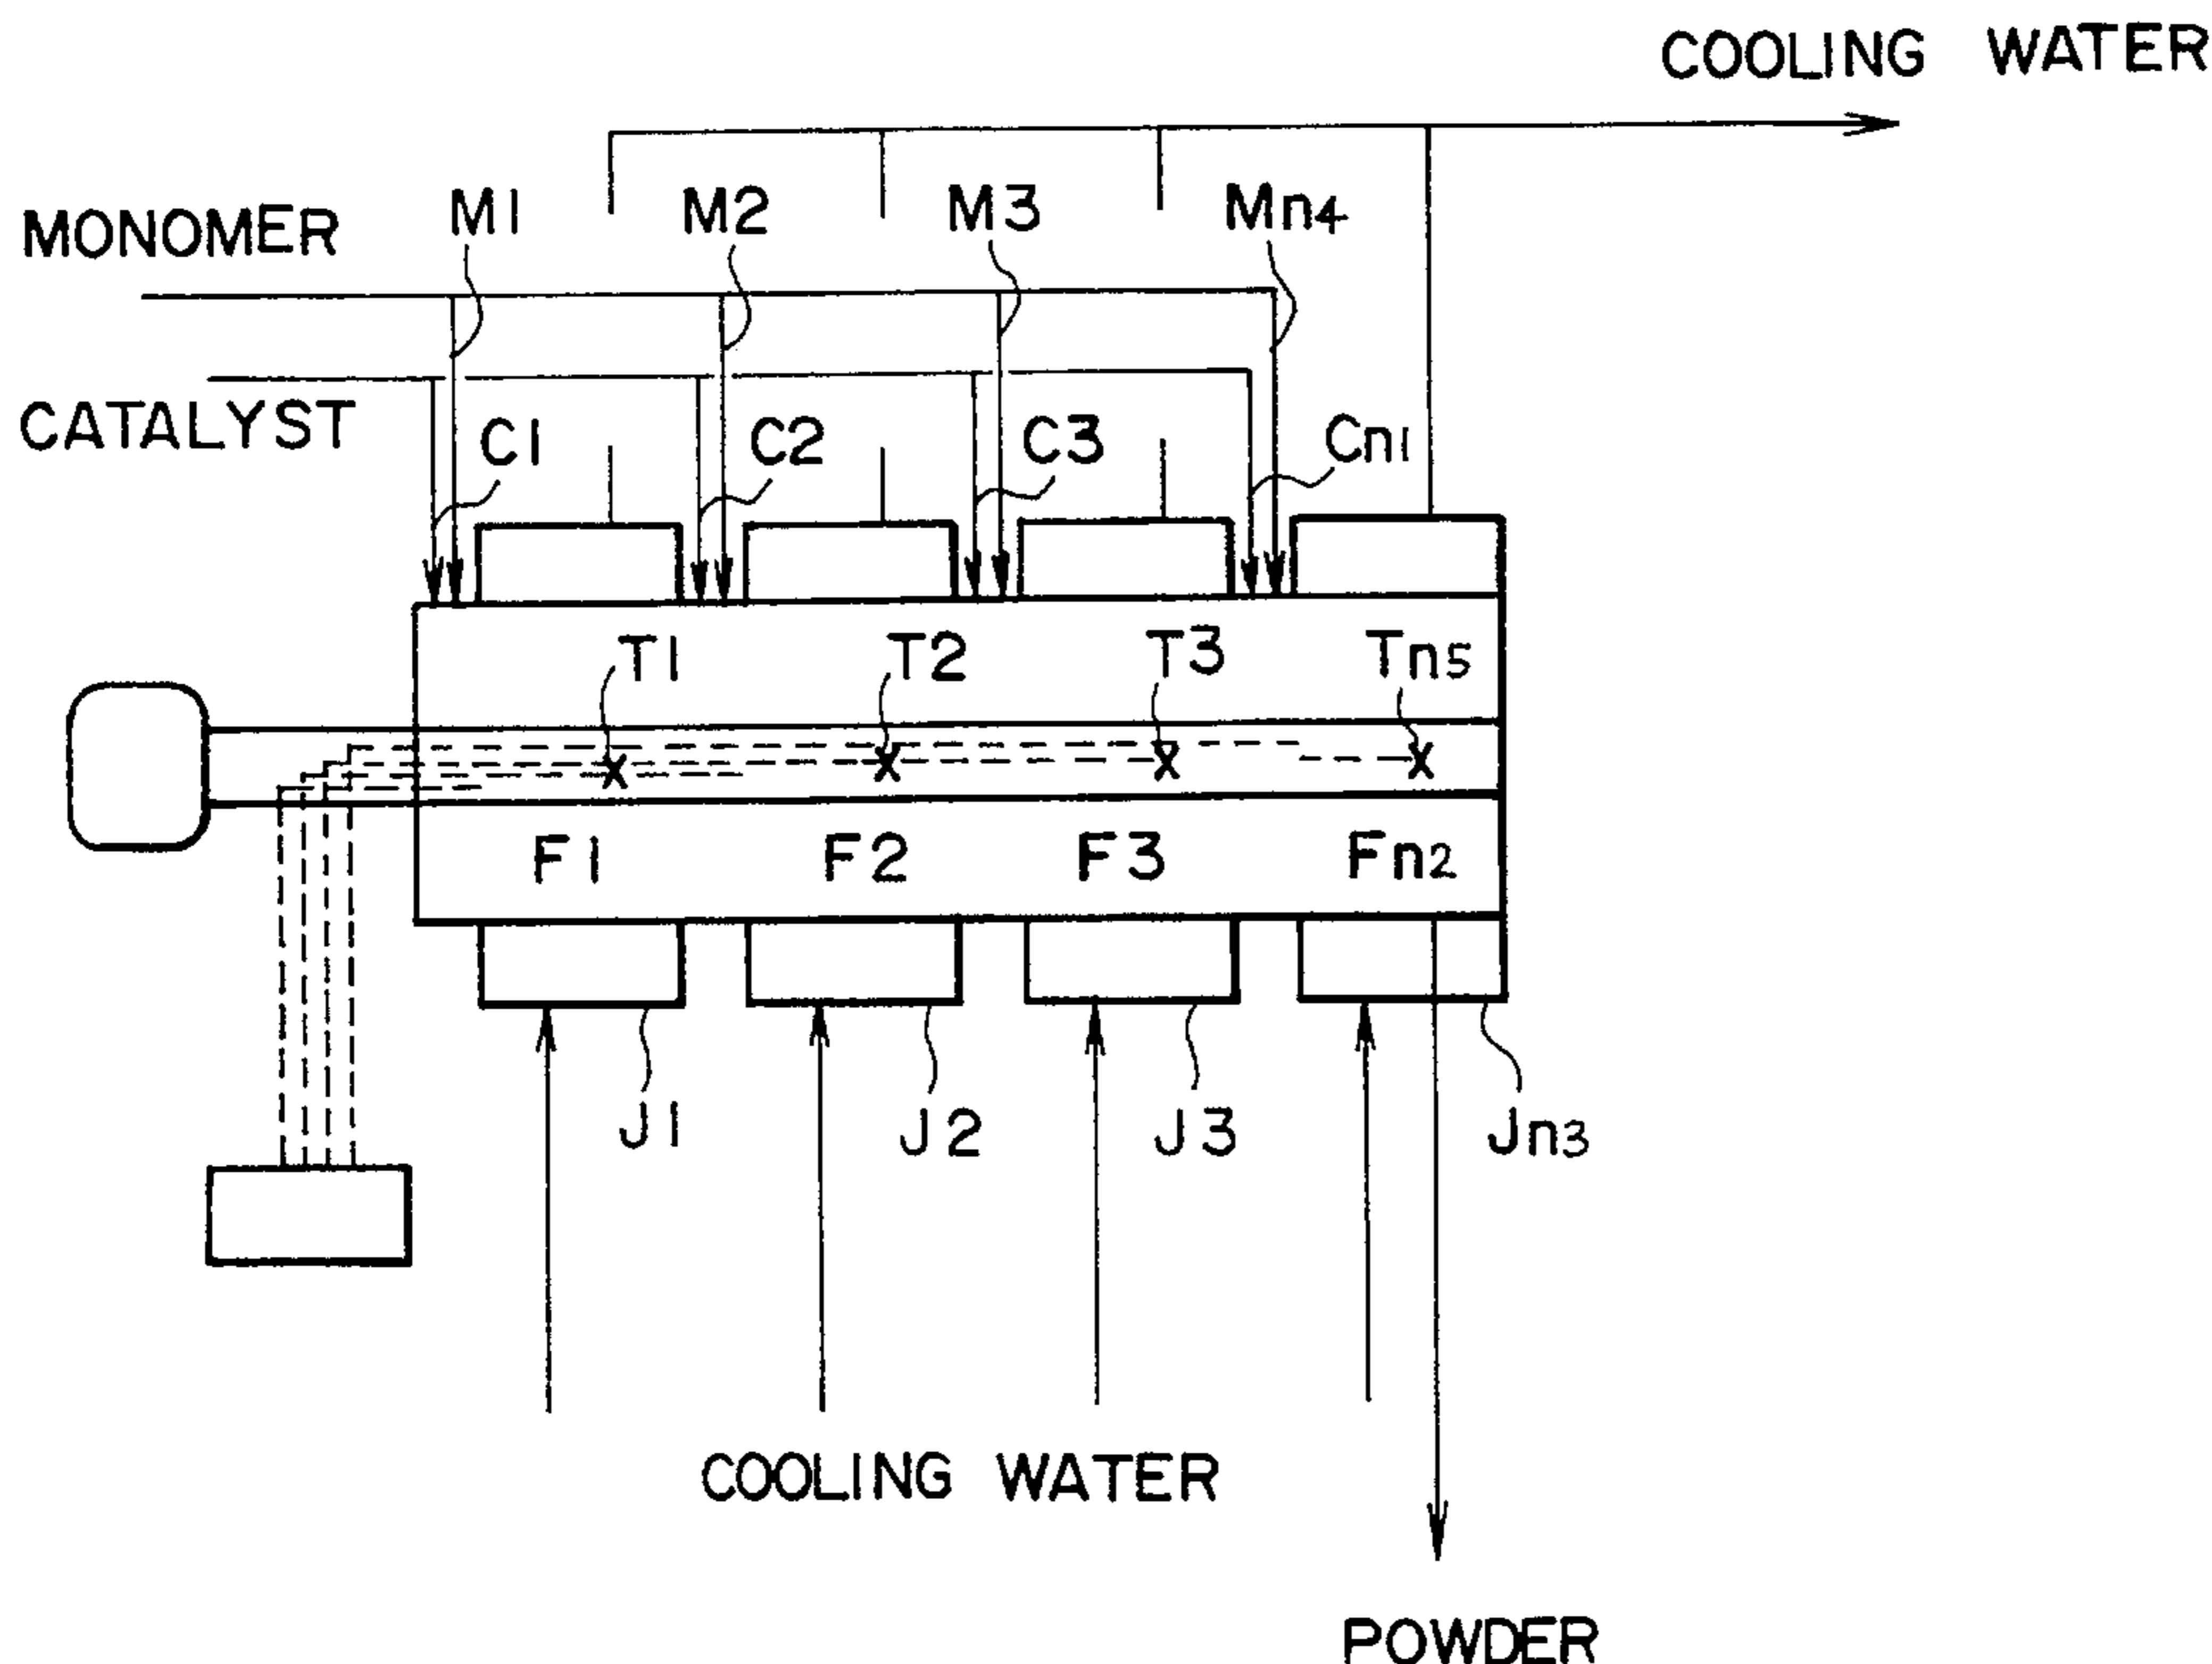 COOLING WATER
MONOMER
M1 M2 M3 Mn4
CATALYST
C1 C2 C3 Cn1
T1 T2 T3 Tn5
F1 F2 F3 Fn2
J1 J2 J3 Jn3
COOLING WATER
POWDER